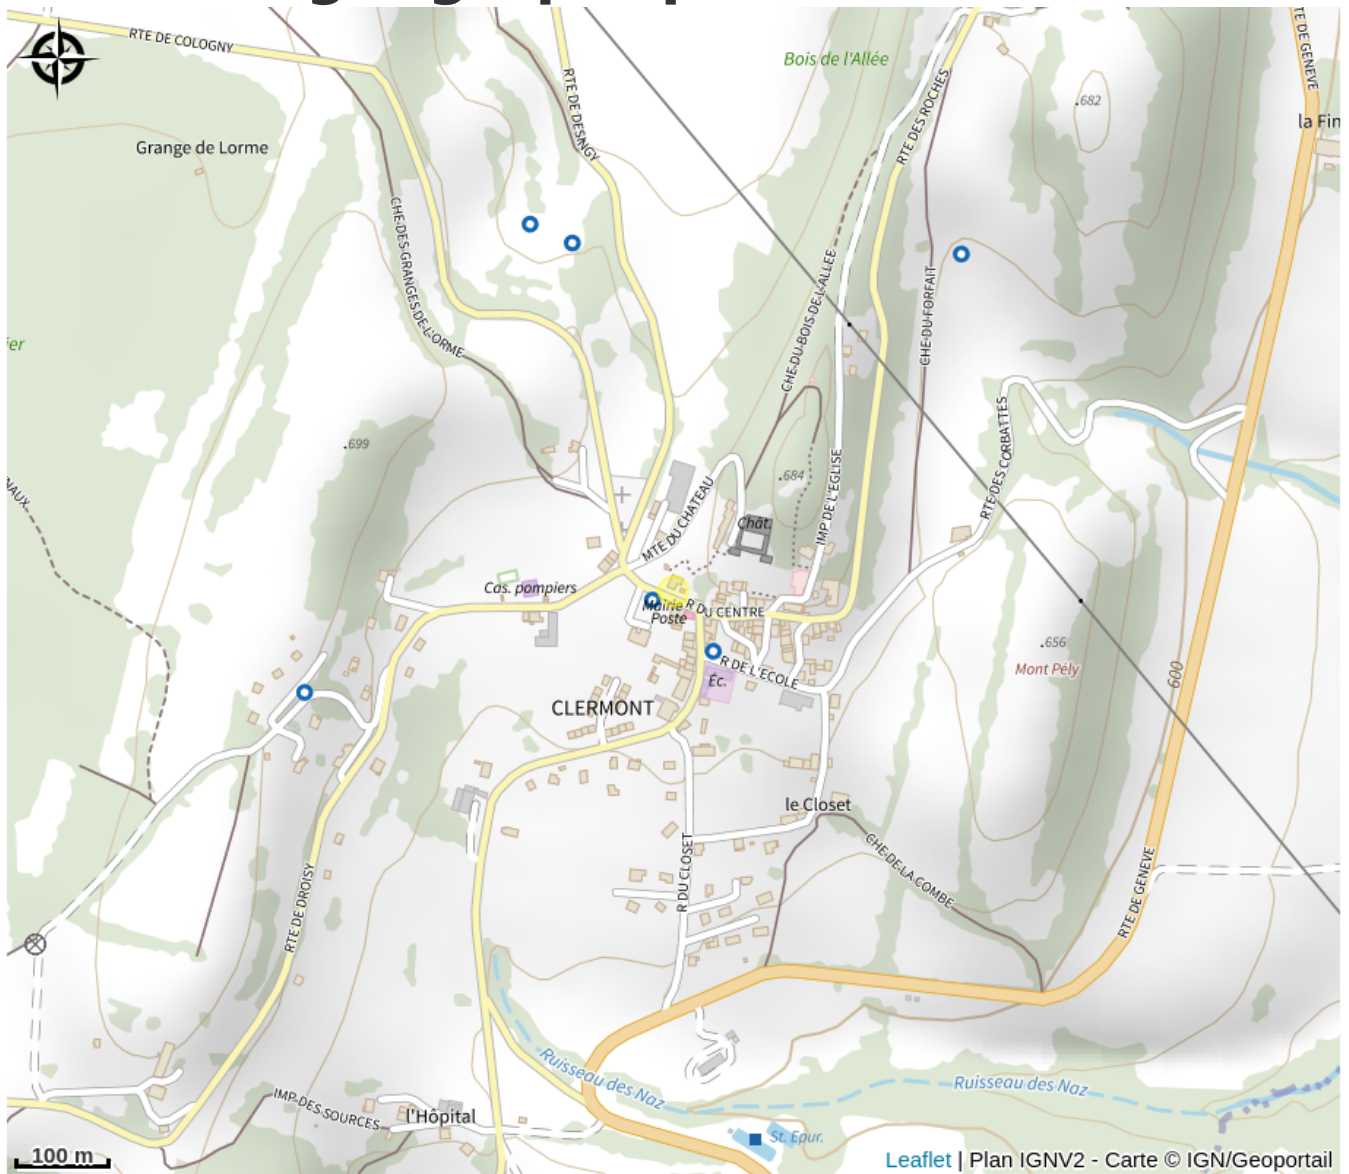 RTE DE COLOGNY
RTE DE DESINGY
Bois de l'Allée
RTE DES ROCHES
.682
TE DE GENEVE
la Fin
Grange de Lorme
CHE DES GRANGES DE L'ORME
CHE DU BOIS DE L'ALLEE
CHE DU FORFAIT
ier
.699
RTE DES CORBATTES
NAUX
.684
IMP DE L'EGLISE
MTE DU CHATEAU
Chât.
Cas. pompiers
Mairie
R DU CENTRE
Poste
.656
Mont Pély
600
R DE L'ECOLE
Éc.
CLERMONT
le Closet
R DU CLOSET
CHE DE LA COMBE
RTE DE DROISY
RTE DE GENEVE
Ruisseau des Naz
Ruisseau des Naz
IMP DES SOURCES
l'Hôpital
St. Epur.
100 m
Leaflet | Plan IGNV2 - Carte © IGN/Geoportail